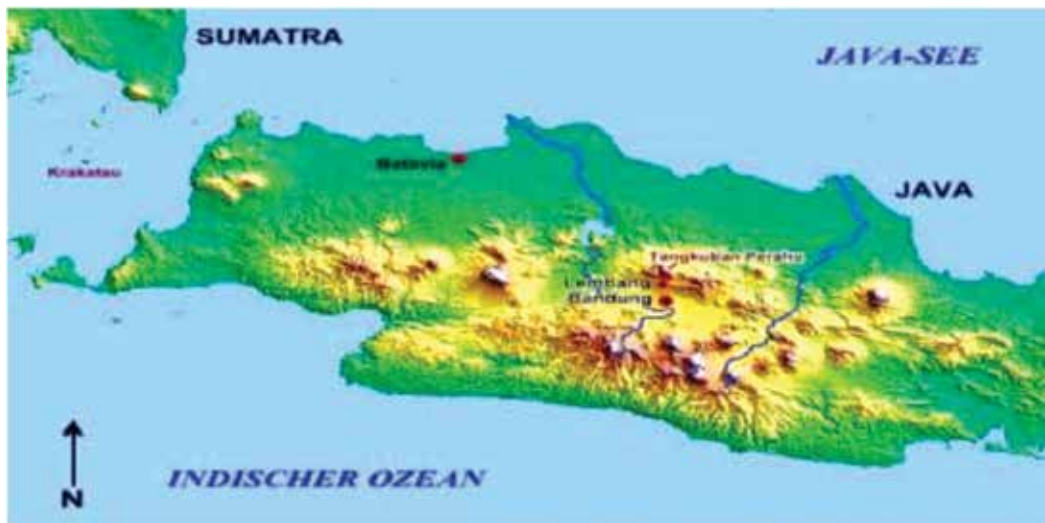 SUMATRA
JAVA-SEE
Krakatau
Batavia
JAVA
Tangkuban Perahu
Lembang
Bandung
INDISCHER OZEAN
N